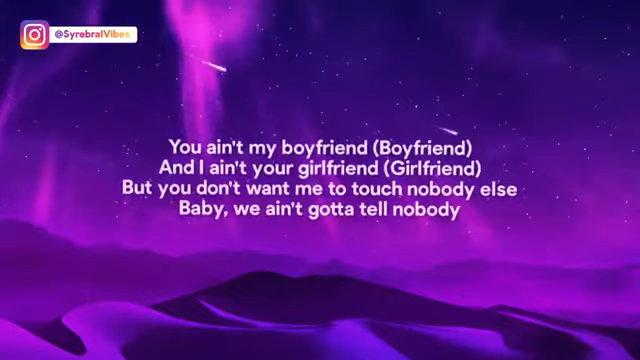 @SyrebralVibes
You ain't my boyfriend (Boyfriend)
And I ain't your girlfriend (Girlfriend)
But you don't want me to touch nobody else
Baby, we ain't gotta tell nobody